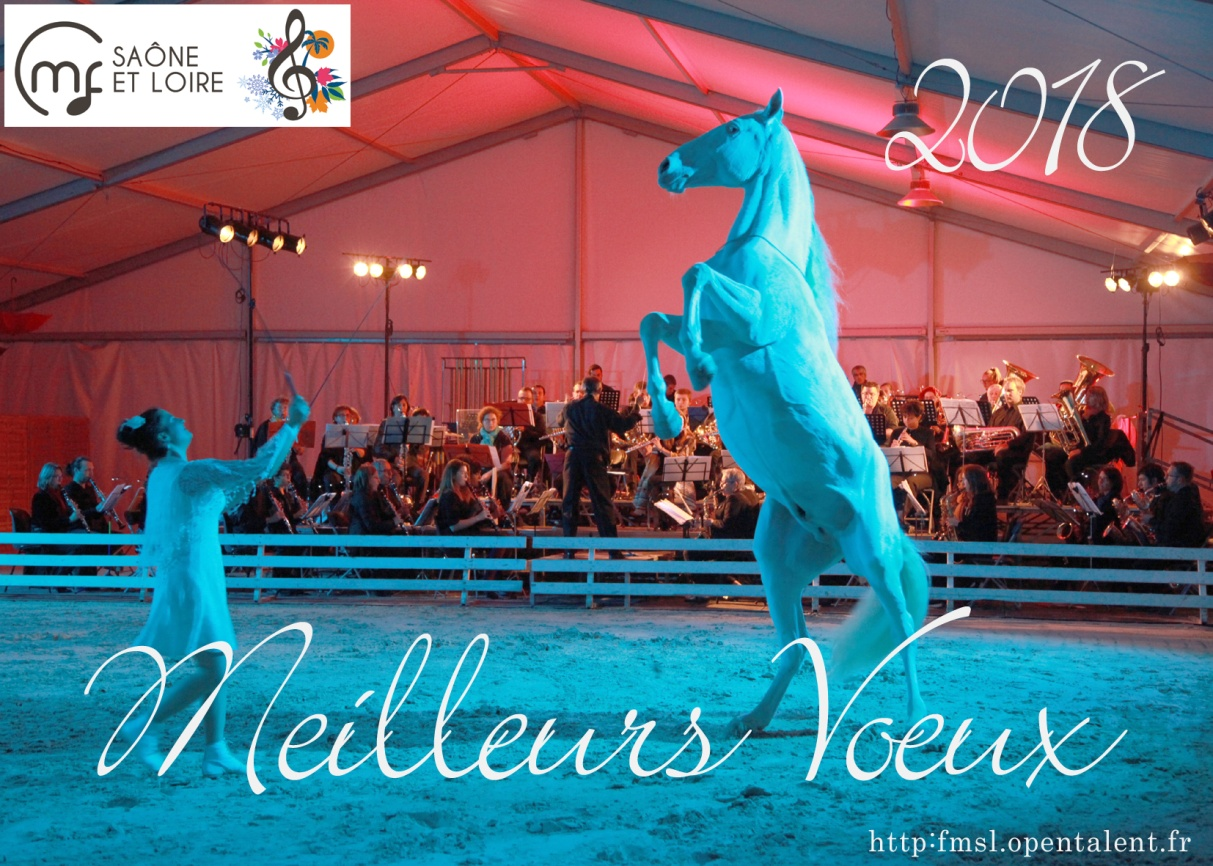 mf SAÔNE
ET LOIRE
2018
Meilleurs Voeux
http:fmsl.opentalent.fr